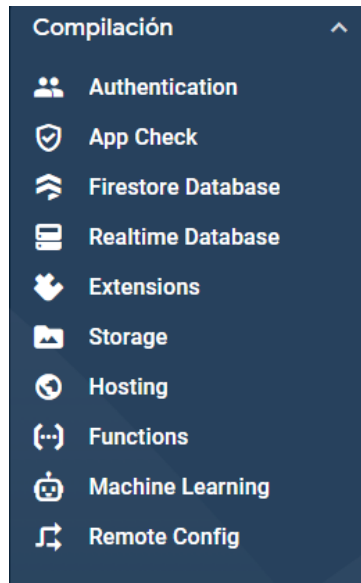 Compilación
Authentication
App Check
Firestore Database
Realtime Database
Extensions
Storage
Hosting
Functions
Machine Learning
Remote Config